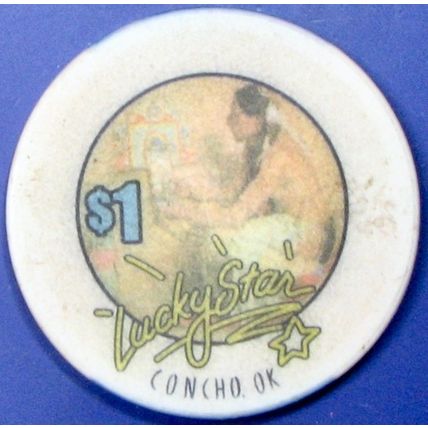 $1
Lucky Star
CONCHO, OK